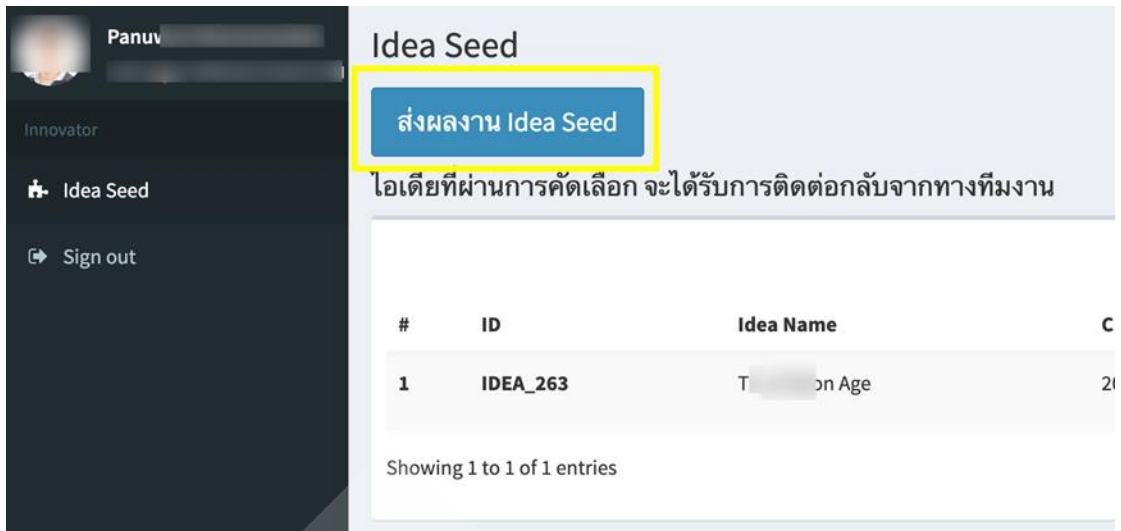 Idea Seed
ส่งผลงาน Idea Seed
ไอเดียที่ผ่านการคัดเลือก จะได้รับการติดต่อกลับจากทางทีมงาน
Innovator
Idea Seed
Sign out
# ID Idea Name
1 IDEA_263 Age
Showing 1 to 1 of 1 entries